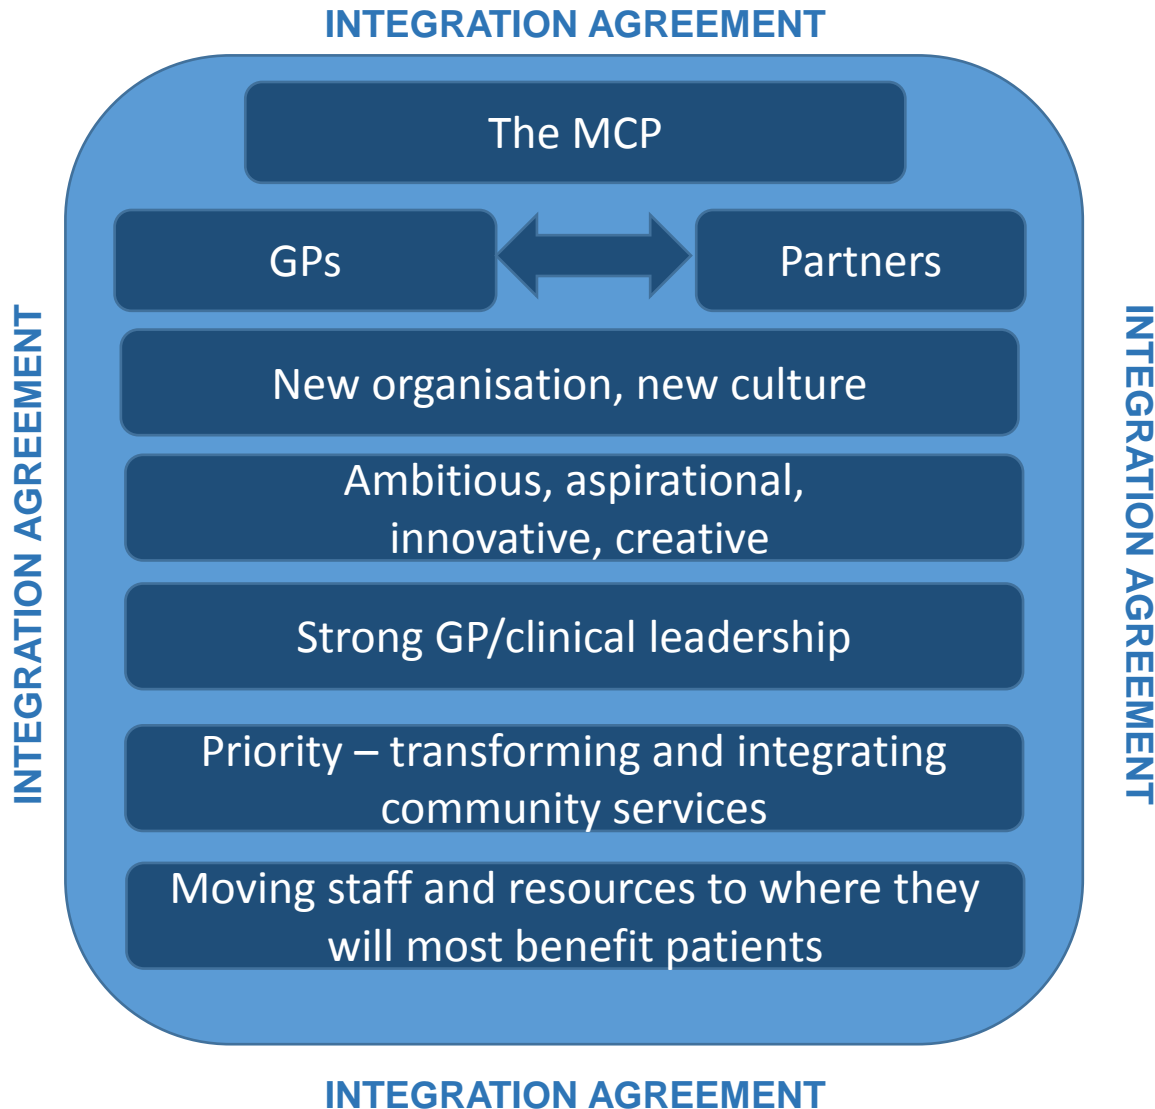 INTEGRATION AGREEMENT
The MCP
GPs
Partners
New organisation, new culture
Ambitious, aspirational,
innovative, creative
Strong GP/clinical leadership
Priority – transforming and integrating
community services
Moving staff and resources to where they
will most benefit patients
INTEGRATION AGREEMENT
INTEGRATION AGREEMENT
INTEGRATION AGREEMENT